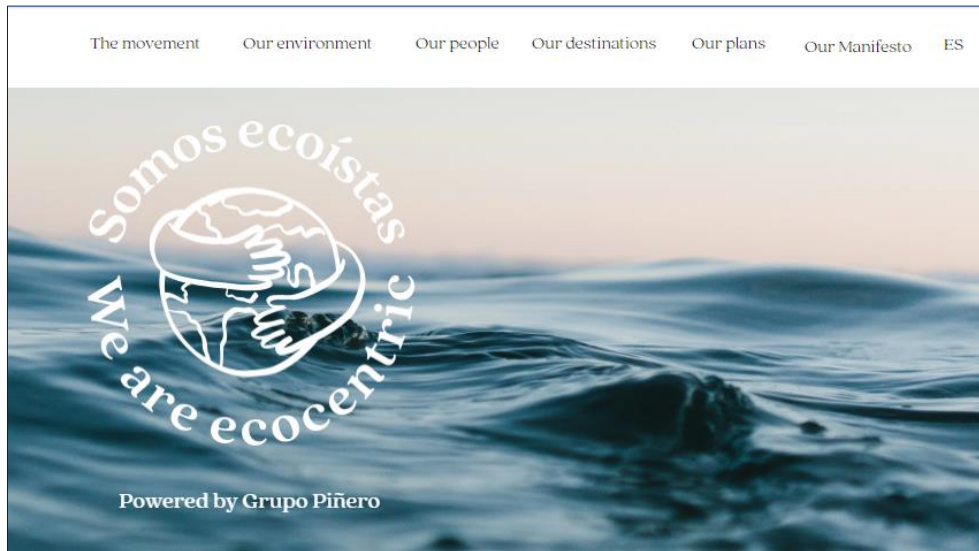 The movement Our environment Our people Our destinations Our plans Our Manifesto ES
Somos ecoístas
We are ecocentric
Powered by Grupo Piñero